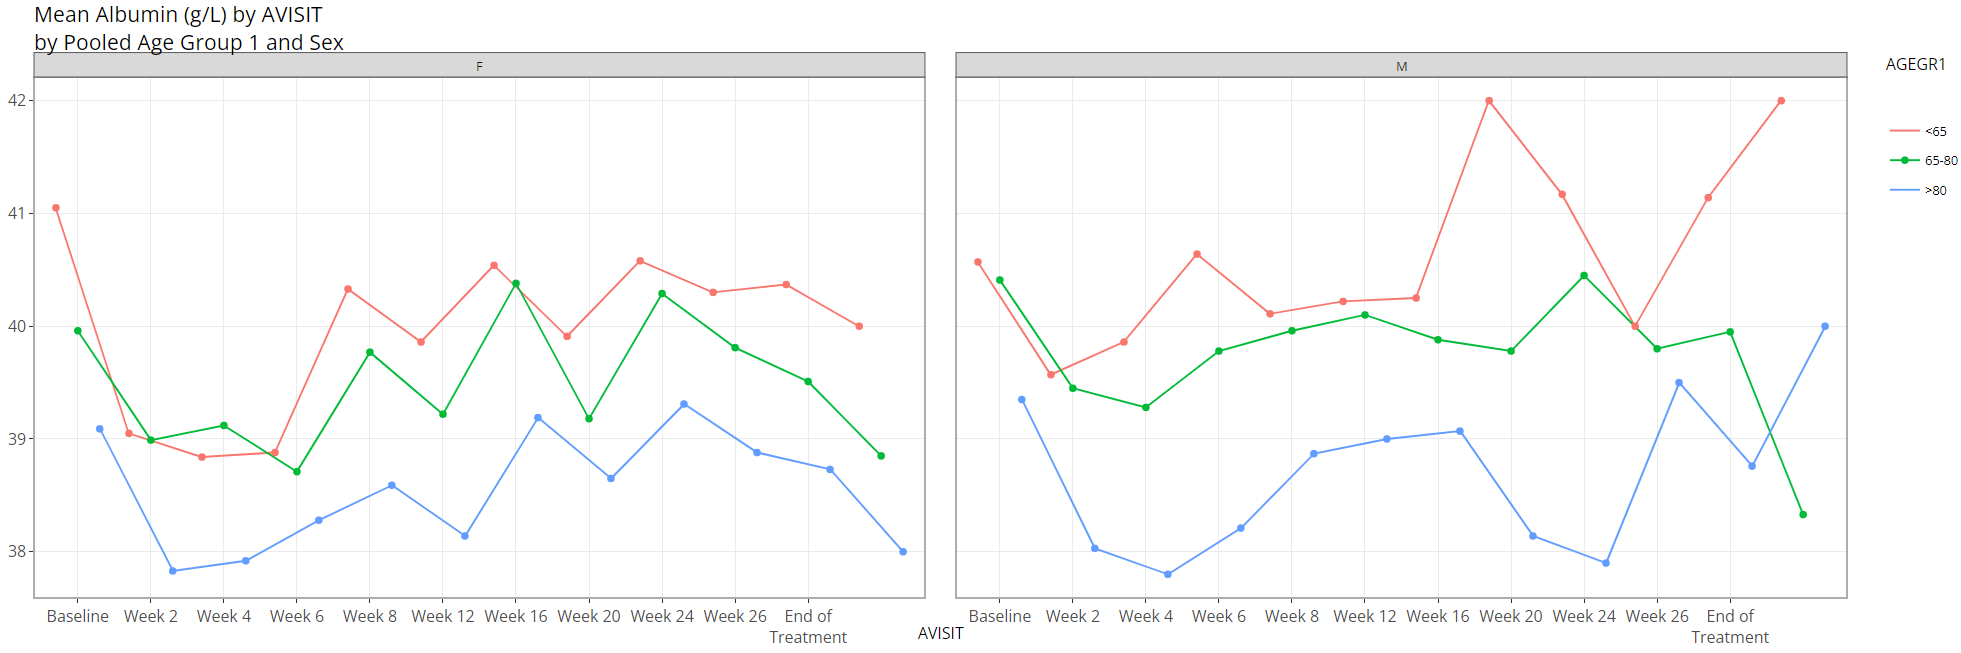 Mean Albumin (g/L) by AVISIT
by Pooled Age Group 1 and Sex
F
M
AGEGR1
<65
65-80
>80
42
41
40
39
38
Baseline Week 2 Week 4 Week 6 Week 8 Week 12 Week 16 Week 20 Week 24 Week 26 End of
Treatment
Baseline Week 2 Week 4 Week 6 Week 8 Week 12 Week 16 Week 20 Week 24 Week 26 End of
Treatment
AVISIT